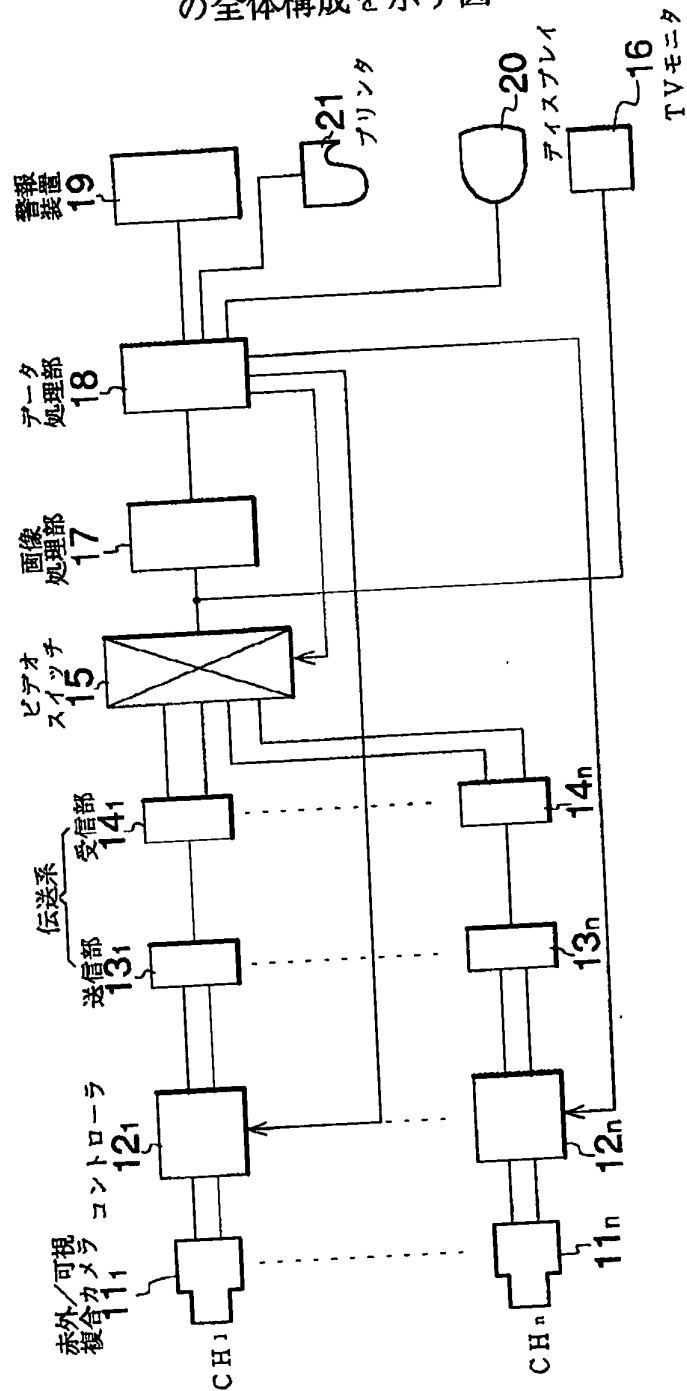 の全体構成を示す図
赤外／可視
複合カメラ
11₁
コントローラ
12₁
伝送系
送信部
13₁
受信部
14₁
ビデオ
スイッチ
15
画像
処理部
17
データ
処理部
18
警報
装置
19
21
プリンタ
20
ディスプレイ
16
TVモニタ
CH₁
CHn
11n
12n
13n
14n